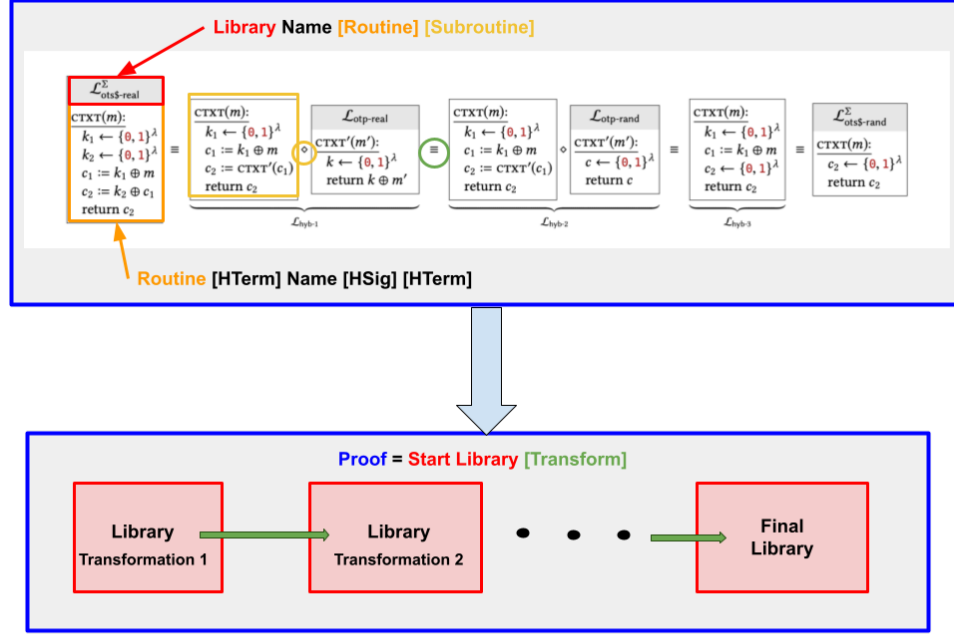 Library Name [Routine] [Subroutine]
ℒ^Σ_ots$-real
CTXT(m):
k₁ ← {0,1}^λ
k₂ ← {0,1}^λ
c₁ := k₁ ⊕ m
c₂ := k₂ ⊕ c₁
return c₂
≡
CTXT(m):
k₁ ← {0,1}^λ
c₁ := k₁ ⊕ m
c₂ := CTXT′(c₁)
return c₂
⋄
ℒ_otp-real
CTXT′(m′):
k ← {0,1}^λ
return k ⊕ m′
ℒ_hyb-1
≡
CTXT(m):
k₁ ← {0,1}^λ
c₁ := k₁ ⊕ m
c₂ := CTXT′(c₁)
return c₂
⋄
ℒ_otp-rand
CTXT′(m′):
c ← {0,1}^λ
return c
ℒ_hyb-2
≡
CTXT(m):
k₁ ← {0,1}^λ
c₁ := k₁ ⊕ m
c₂ ← {0,1}^λ
return c₂
ℒ_hyb-3
≡
ℒ^Σ_ots$-rand
CTXT(m):
c₂ ← {0,1}^λ
return c₂
Routine [HTerm] Name [HSig] [HTerm]
Proof = Start Library [Transform]
Library
Transformation 1
Library
Transformation 2
Final
Library